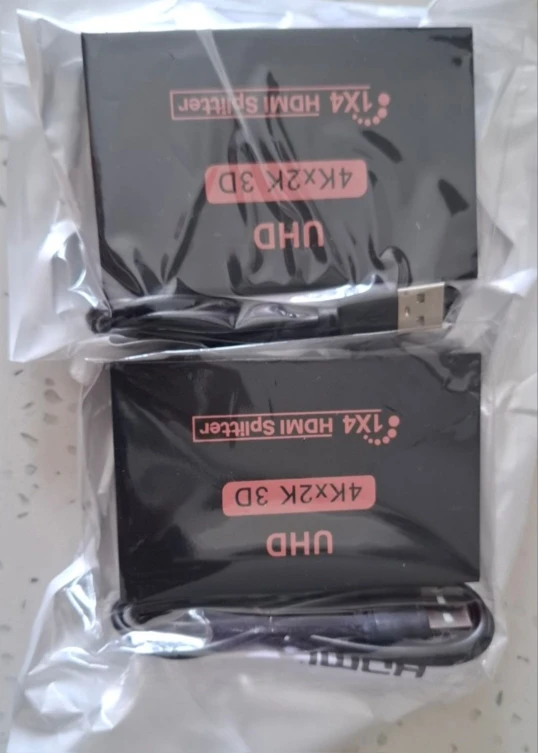 UHD
4Kx2K 3D
1X4 HDMI Splitter
UHD
4Kx2K 3D
1X4 HDMI Splitter